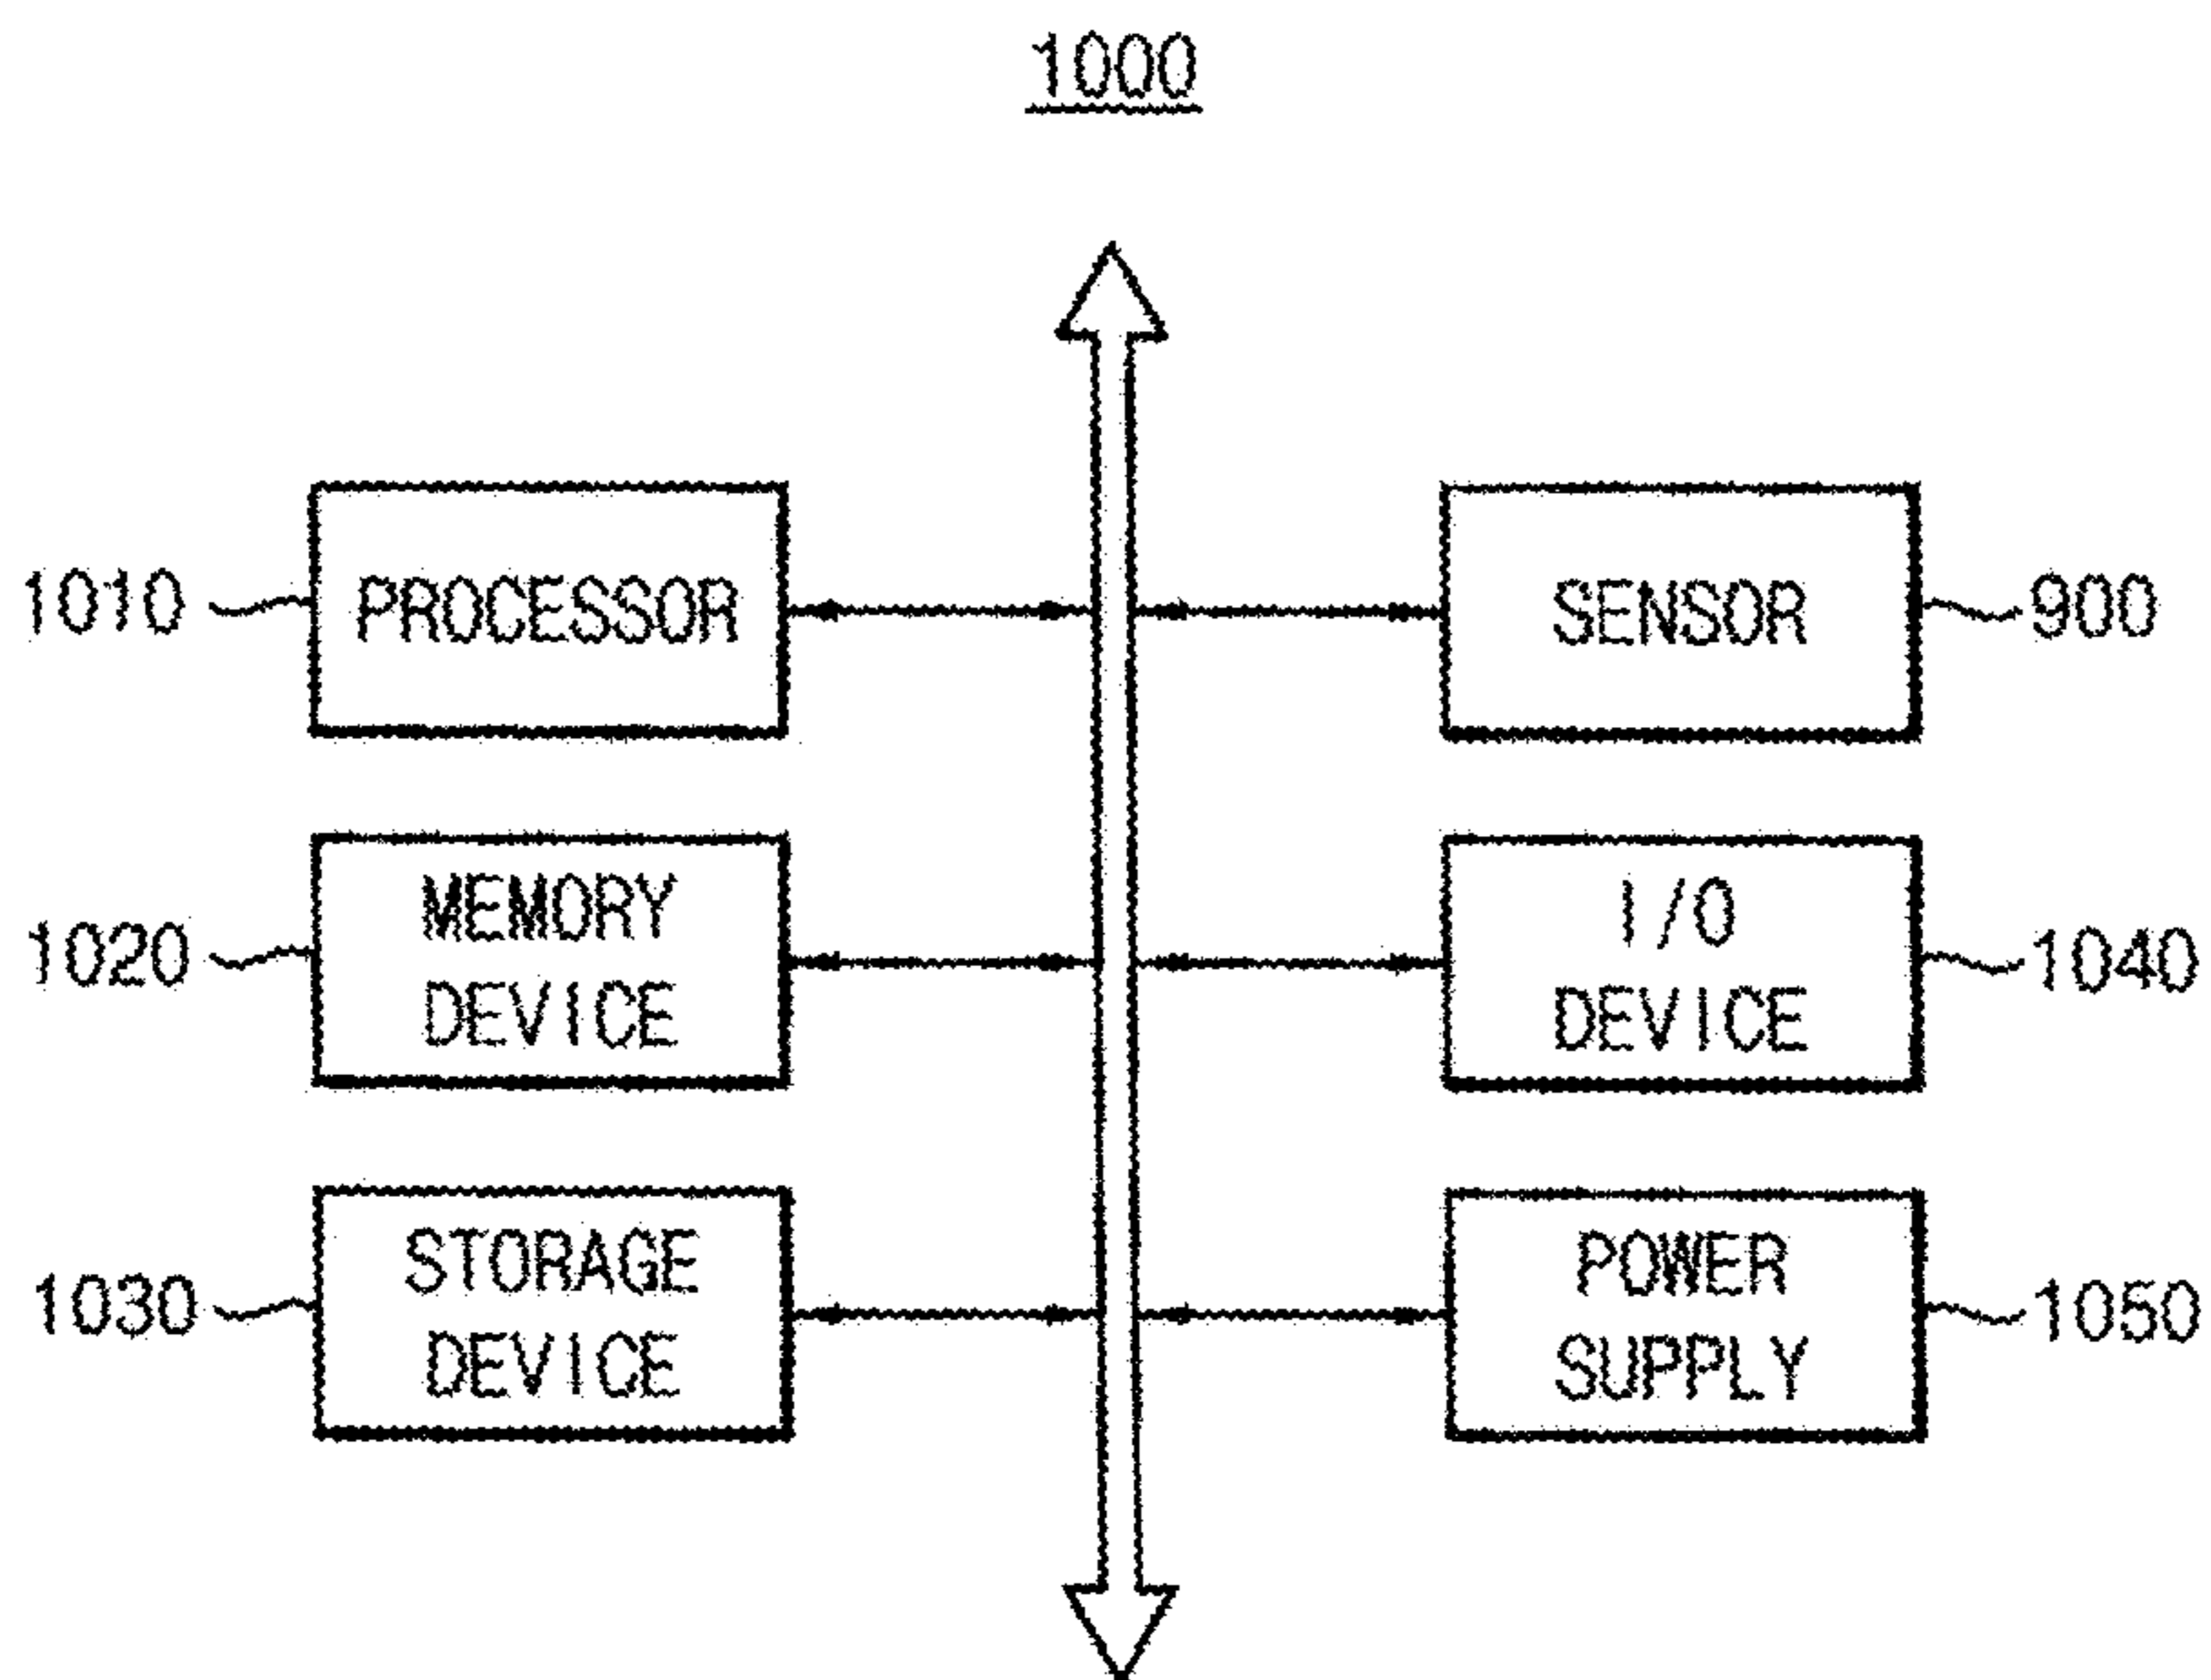 1000
1010
PROCESSOR
SENSOR
900
1020
MEMORY
DEVICE
I/O
DEVICE
1040
1030
STORAGE
DEVICE
POWER
SUPPLY
1050